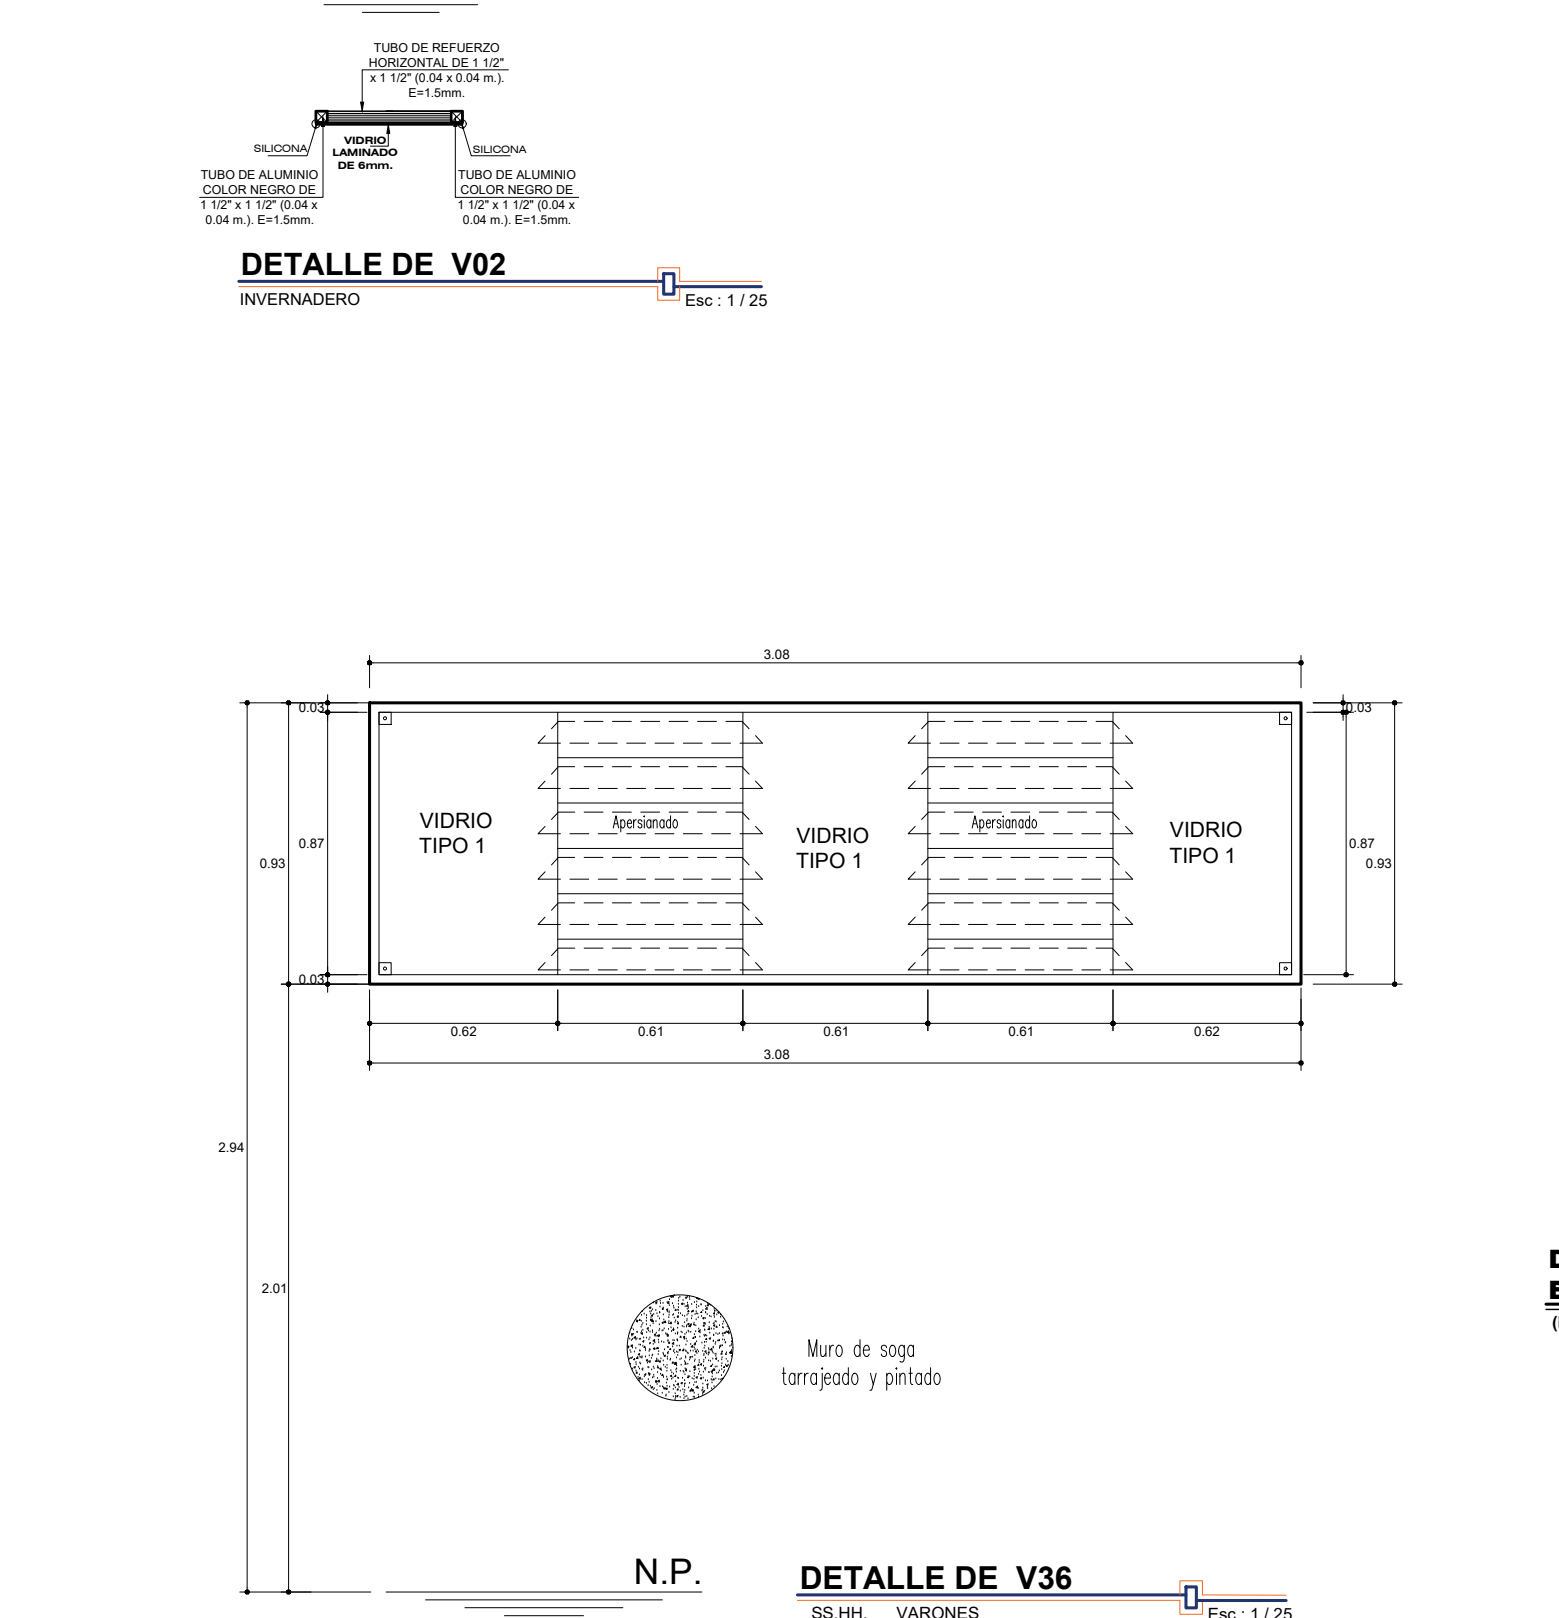 TUBO DE REFUERZO
HORIZONTAL DE 1 1/2"
x 1 1/2" (0.04 x 0.04 m.).
E=1.5mm.
SILICONA
VIDRIO
LAMINADO
DE 6mm.
SILICONA
TUBO DE ALUMINIO
COLOR NEGRO DE
1 1/2" x 1 1/2" (0.04 x
0.04 m.). E=1.5mm.
TUBO DE ALUMINIO
COLOR NEGRO DE
1 1/2" x 1 1/2" (0.04 x
0.04 m.). E=1.5mm.
DETALLE DE V02
INVERNADERO
Esc : 1 / 25
3.08
0.03
0.03
VIDRIO
TIPO 1
Apersianado
VIDRIO
TIPO 1
Apersianado
VIDRIO
TIPO 1
0.87
0.93
0.87
0.93
0.03
0.62
0.61
0.61
0.61
0.62
3.08
2.94
2.01
Muro de soga
tarrajeado y pintado
N.P.
DETALLE DE V36
SS.HH. VARONES
Esc : 1 / 25